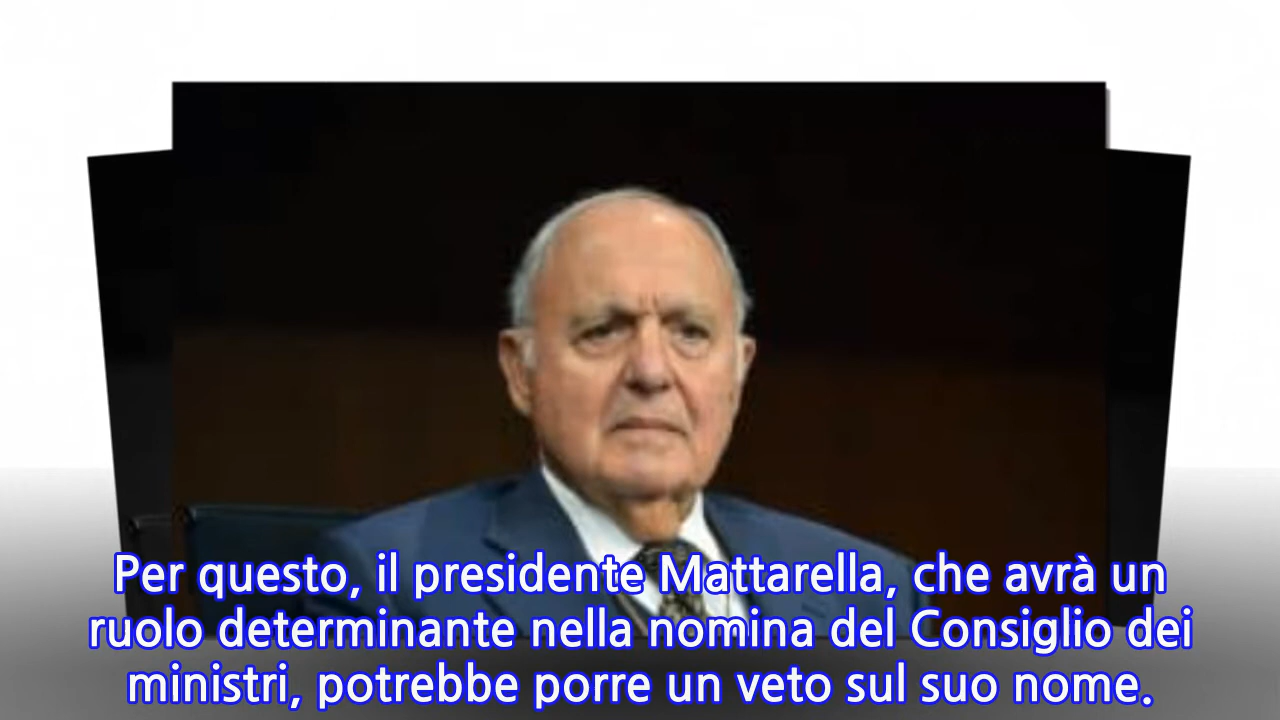 Per questo, il presidente Mattarella, che avrà un
ruolo determinante nella nomina del Consiglio dei
ministri, potrebbe porre un veto sul suo nome.